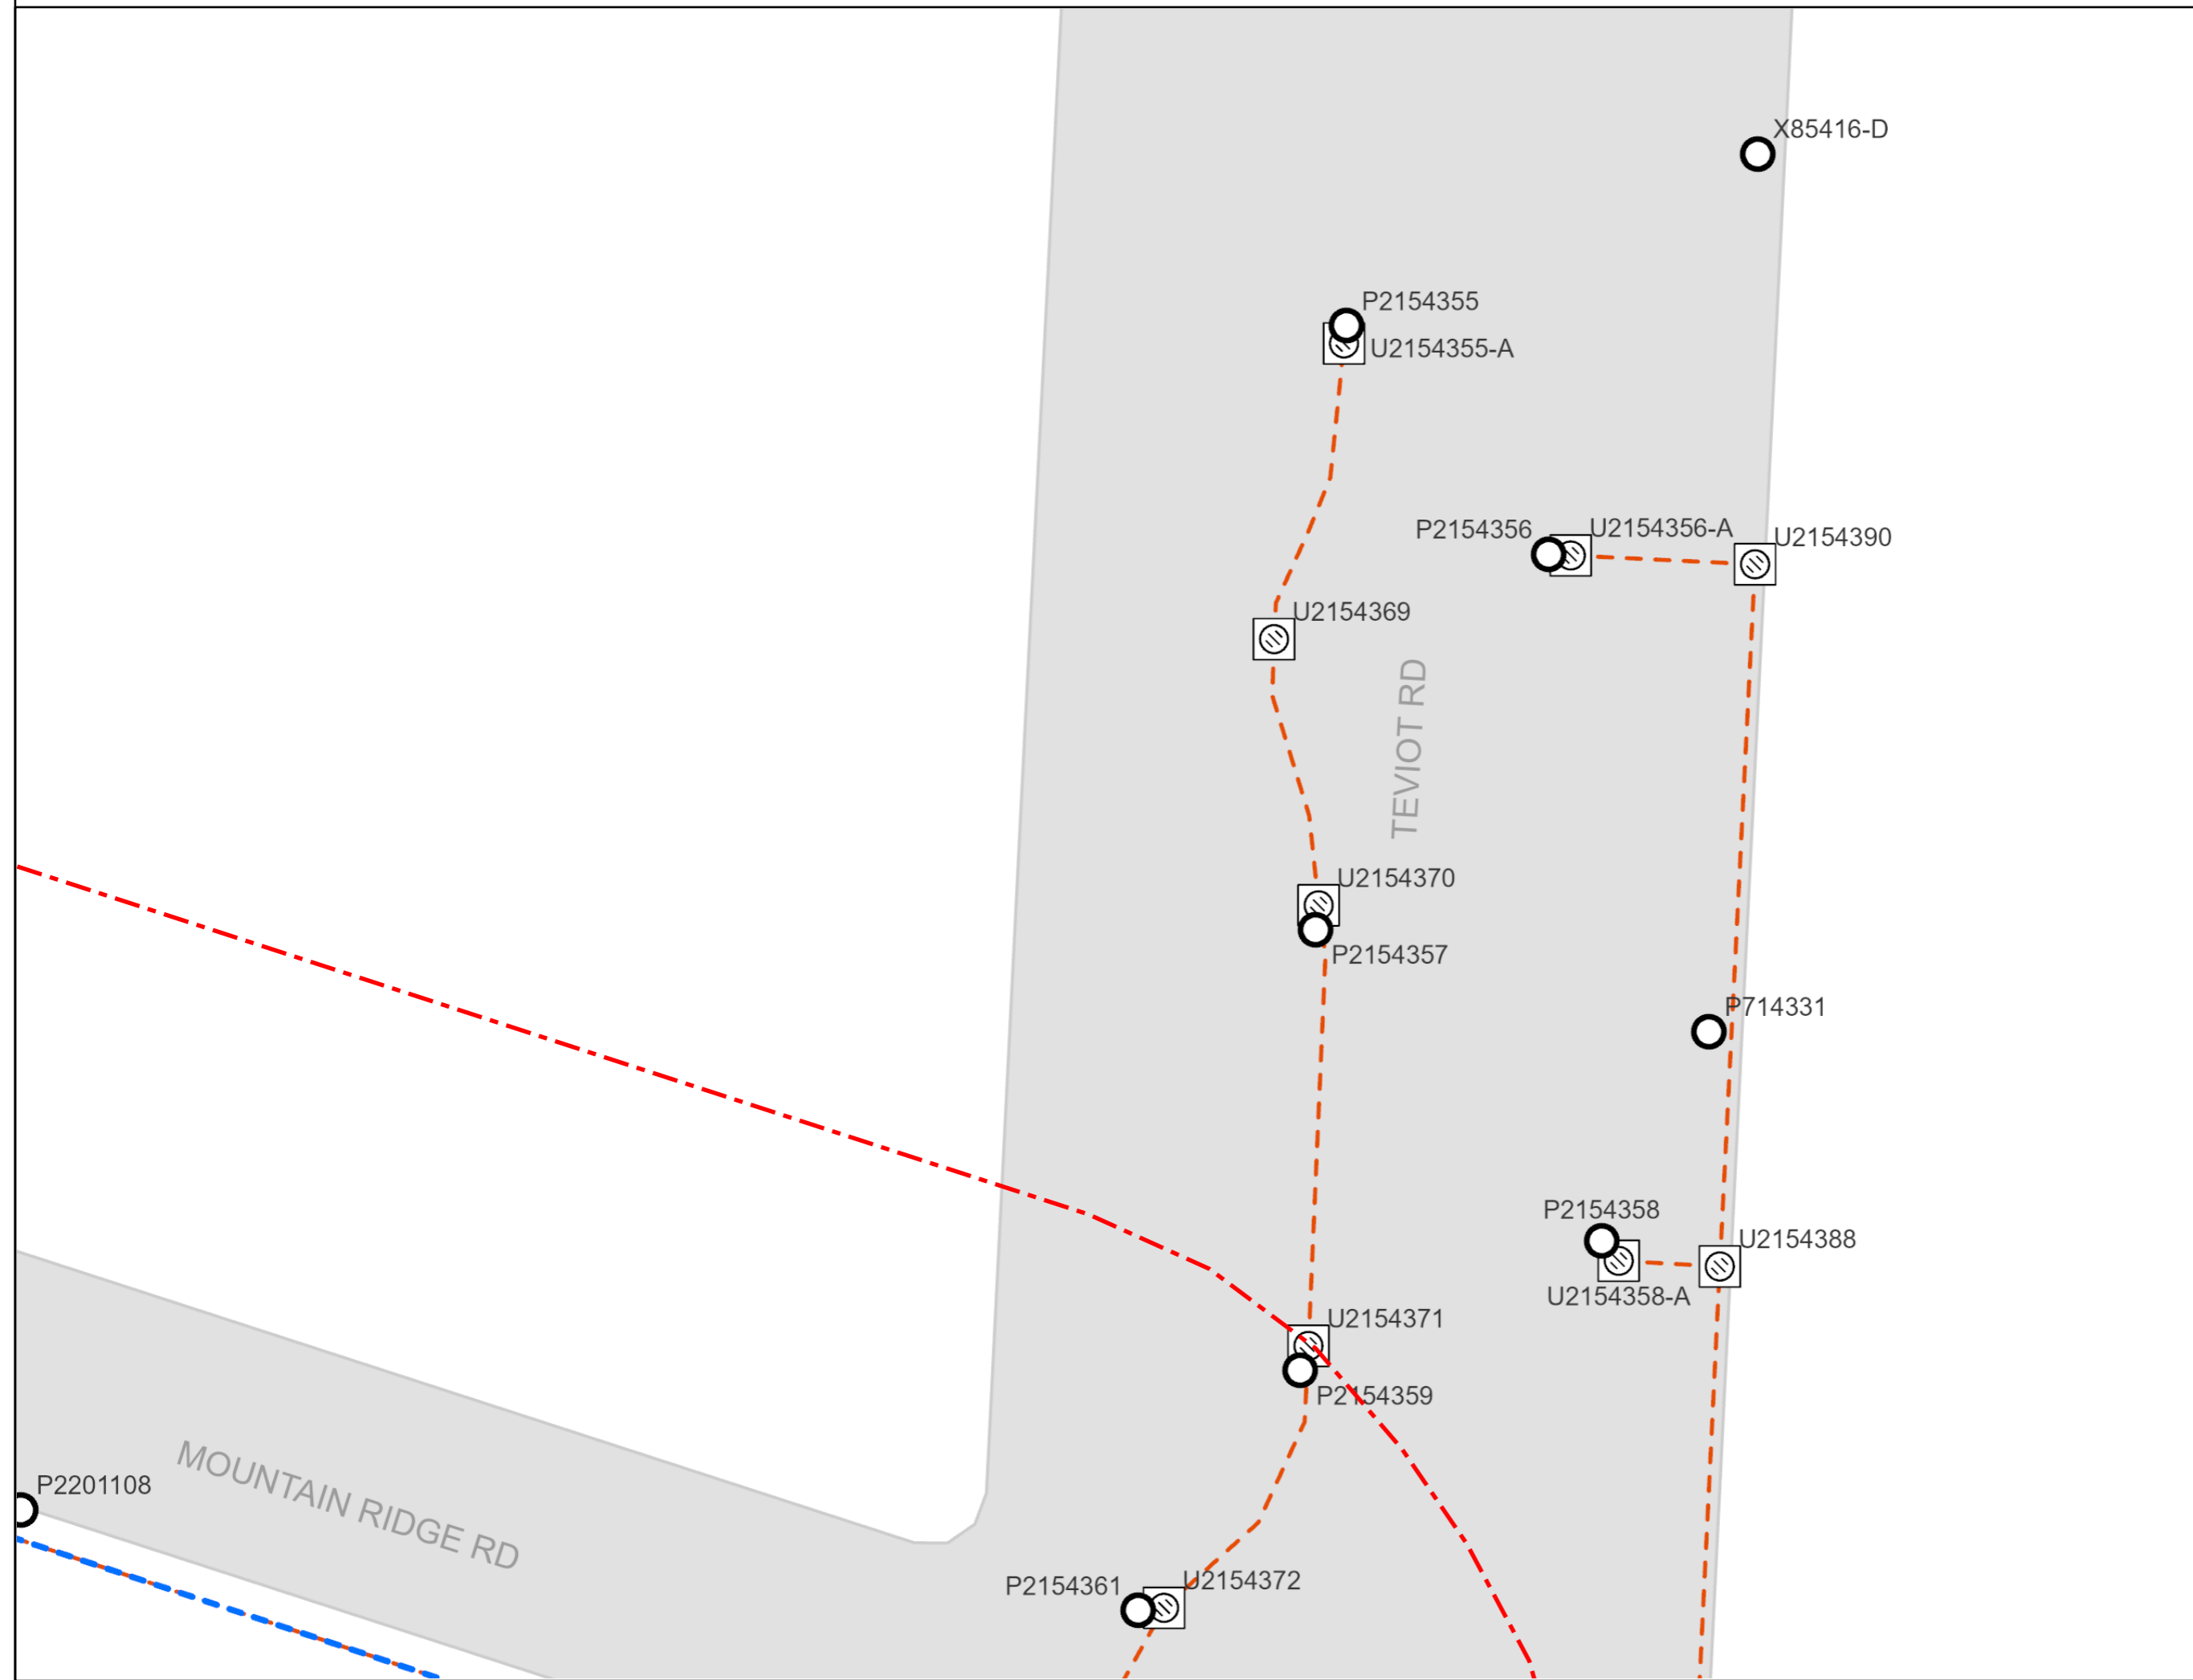 X85416-D
P2154355
U2154355-A
P2154356
U2154356-A
U2154390
U2154369
TEVIOT RD
U2154370
P2154357
P714331
P2154358
U2154388
U2154358-A
U2154371
P2154359
P2201108
MOUNTAIN RIDGE RD
P2154361
U2154372